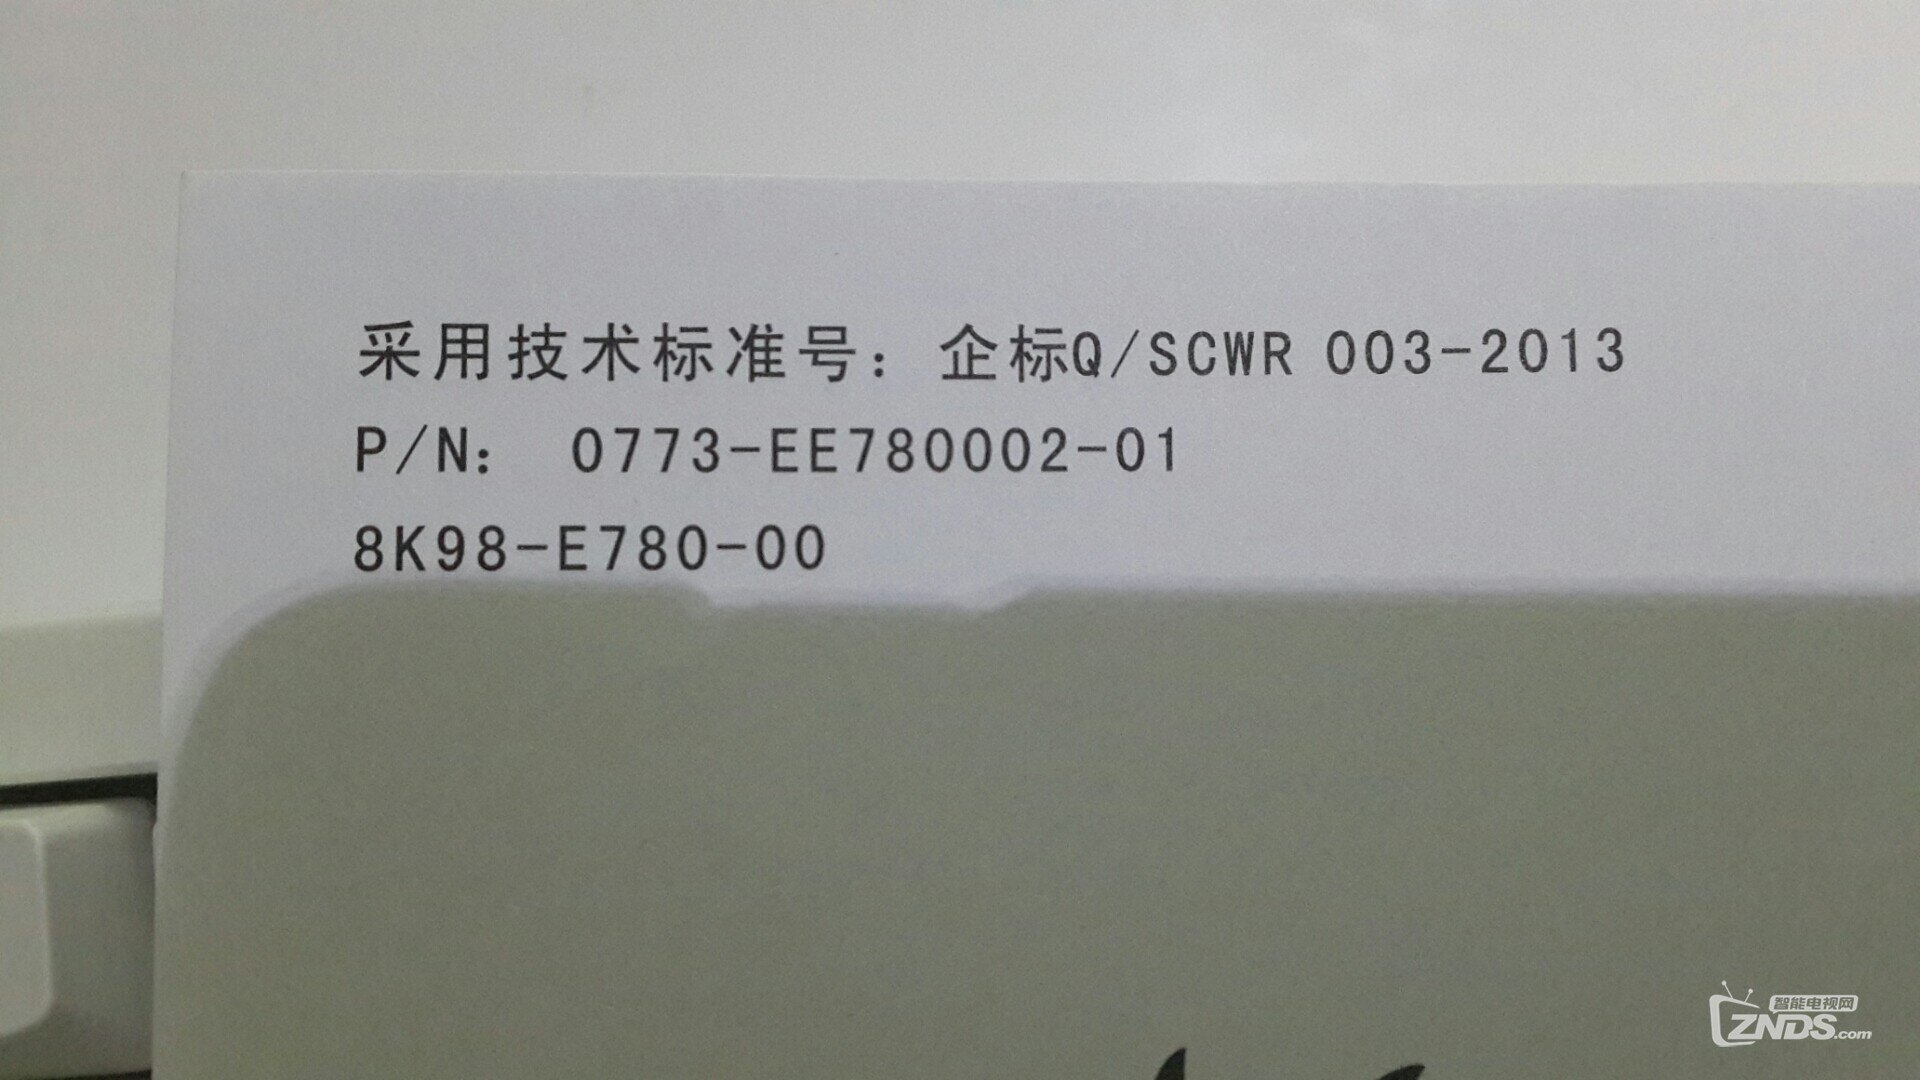 采用技术标准号：企标Q/SCWR 003-2013
P/N： 0773-EE780002-01
8K98-E780-00
智能电视网
ZNDS.com